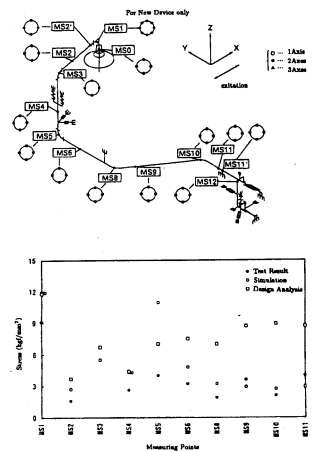 For New Device only
MS2'
MS1
MS2
MS0
MS3
Z
Y
X
1Axis
2Axes
3Axes
exitation
MS4
MS5
MS6
MS8
MS9
MS10
MS11
MS11'
MS12
Test Result
Simulation
Design Analysis
Stress (kgf/mm²)
15
12
9
6
3
0
MS1
MS2
MS3
MS4
MS5
MS6
MS8
MS9
MS10
MS11
Measuring Points